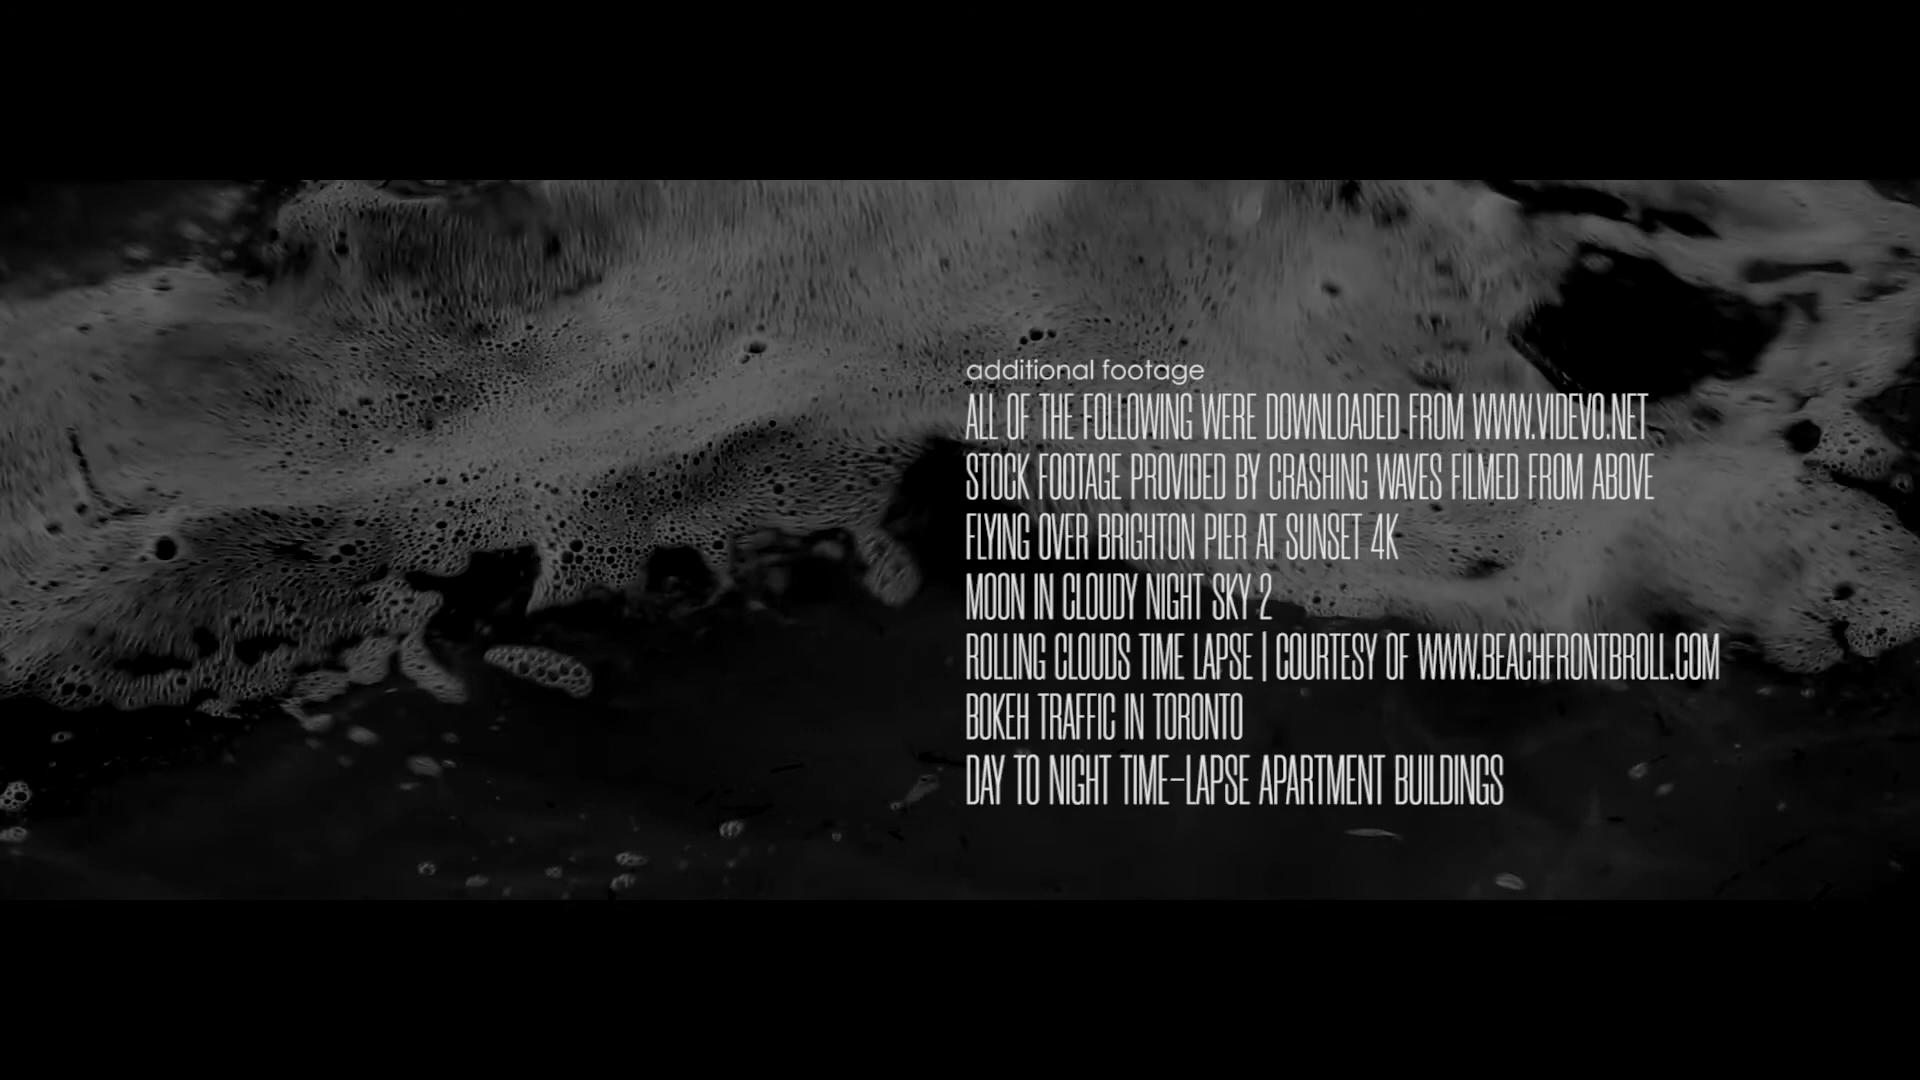 additional footage
ALL OF THE FOLLOWING WERE DOWNLOADED FROM WWW.VIDEVO.NET
STOCK FOOTAGE PROVIDED BY CRASHING WAVES FILMED FROM ABOVE
FLYING OVER BRIGHTON PIER AT SUNSET 4K
MOON IN CLOUDY NIGHT SKY 2
ROLLING CLOUDS TIME LAPSE | COURTESY OF WWW.BEACHFRONTBROLL.COM
BOKEH TRAFFIC IN TORONTO
DAY TO NIGHT TIME-LAPSE APARTMENT BUILDINGS